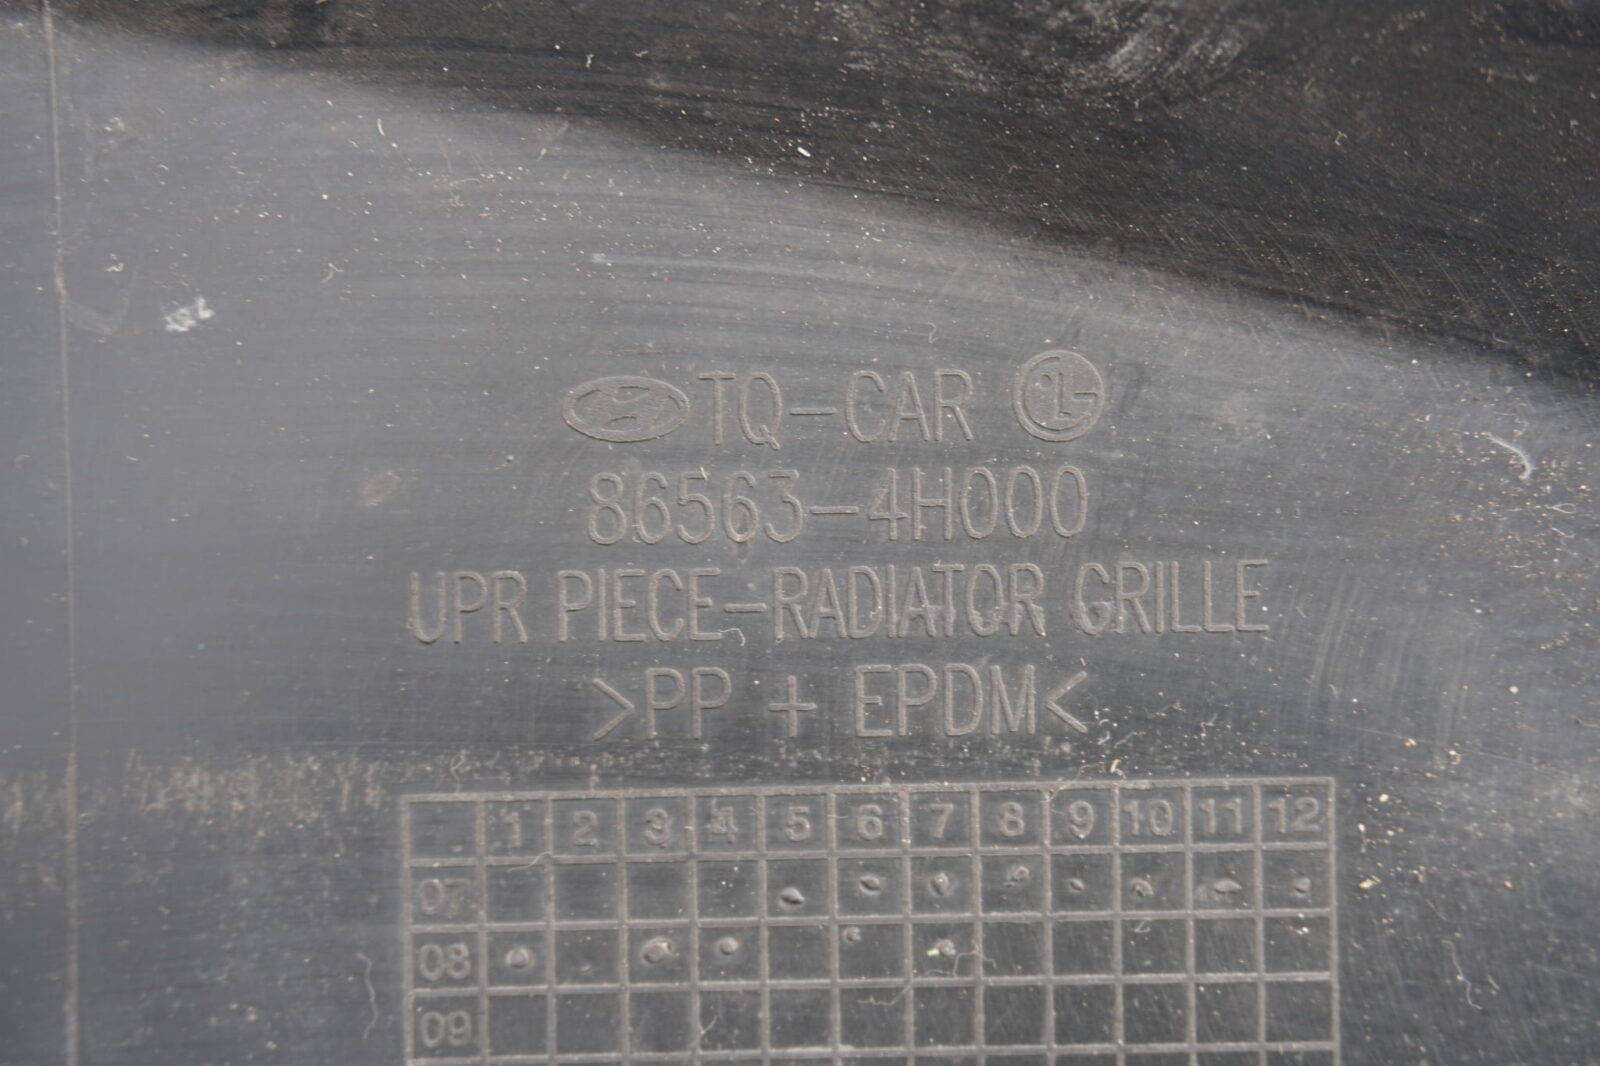 TQ-CAR LG
86563-4H000
UPR PIECE-RADIATOR GRILLE
>PP + EPDM<
1 2 3 4 5 6 7 8 9 10 11 12
07
08
09